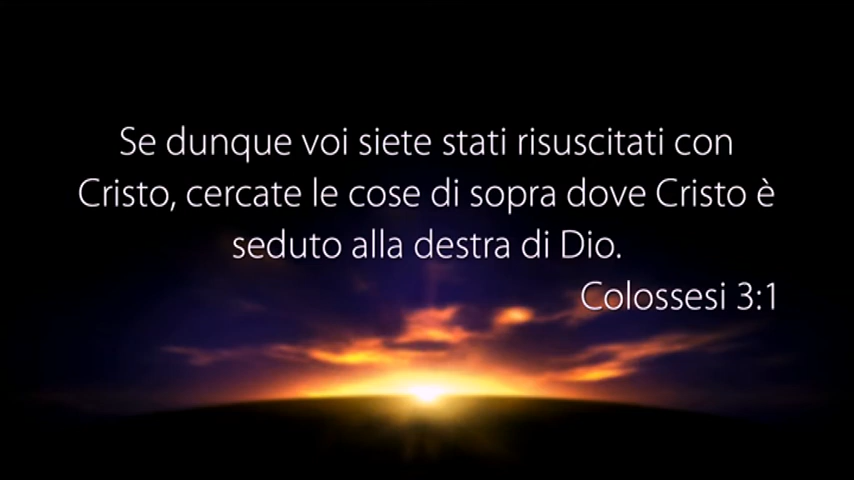 Se dunque voi siete stati risuscitati con
Cristo, cercate le cose di sopra dove Cristo è
seduto alla destra di Dio.
Colossesi 3:1